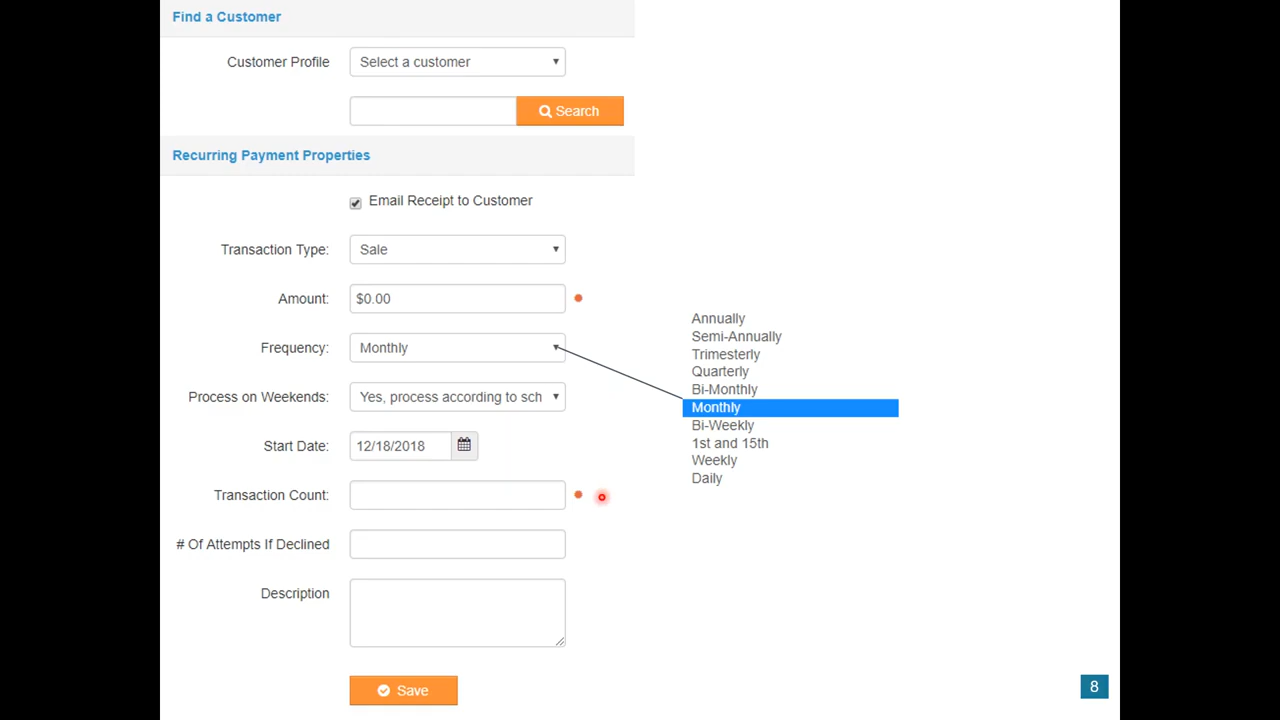 Find a Customer
Customer Profile
Select a customer
Search
Recurring Payment Properties
Email Receipt to Customer
Transaction Type:
Sale
Amount:
$0.00
Frequency:
Monthly
Process on Weekends:
Yes, process according to sch
Start Date:
12/18/2018
Transaction Count:
# Of Attempts If Declined
Description
Save
Annually
Semi-Annually
Trimesterly
Quarterly
Bi-Monthly
Monthly
Bi-Weekly
1st and 15th
Weekly
Daily
8